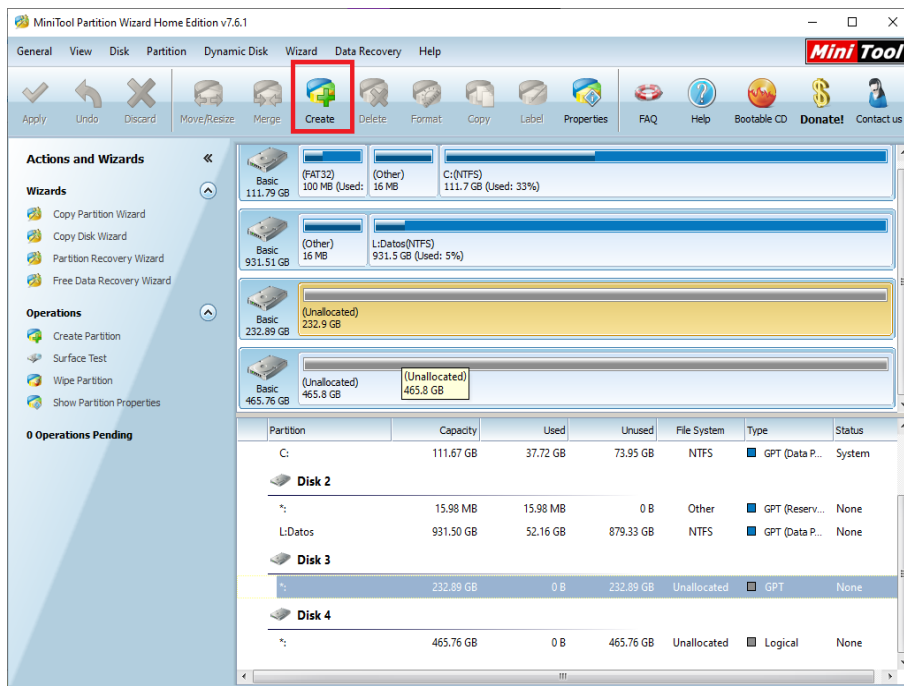 MiniTool Partition Wizard Home Edition v7.6.1
General View Disk Partition Dynamic Disk Wizard Data Recovery Help
Mini Tool
Apply Undo Discard Move/Resize Merge Create Delete Format Copy Label Properties FAQ Help Bootable CD Donate! Contact us
Actions and Wizards
Wizards
Copy Partition Wizard
Copy Disk Wizard
Partition Recovery Wizard
Free Data Recovery Wizard
Operations
Create Partition
Surface Test
Wipe Partition
Show Partition Properties
0 Operations Pending
Basic
111.79 GB
(FAT32)
100 MB (Used:
(Other)
16 MB
C:(NTFS)
111.7 GB (Used: 33%)
Basic
931.51 GB
(Other)
16 MB
L:Datos(NTFS)
931.5 GB (Used: 5%)
Basic
232.89 GB
(Unallocated)
232.9 GB
Basic
465.76 GB
(Unallocated)
465.8 GB
(Unallocated)
465.8 GB
Partition Capacity Used Unused File System Type Status
C: 111.67 GB 37.72 GB 73.95 GB NTFS GPT (Data P... System
Disk 2
*: 15.98 MB 15.98 MB 0 B Other GPT (Reserv... None
L:Datos 931.50 GB 52.16 GB 879.33 GB NTFS GPT (Data P... None
Disk 3
*: 232.89 GB 0 B 232.89 GB Unallocated GPT None
Disk 4
*: 465.76 GB 0 B 465.76 GB Unallocated Logical None